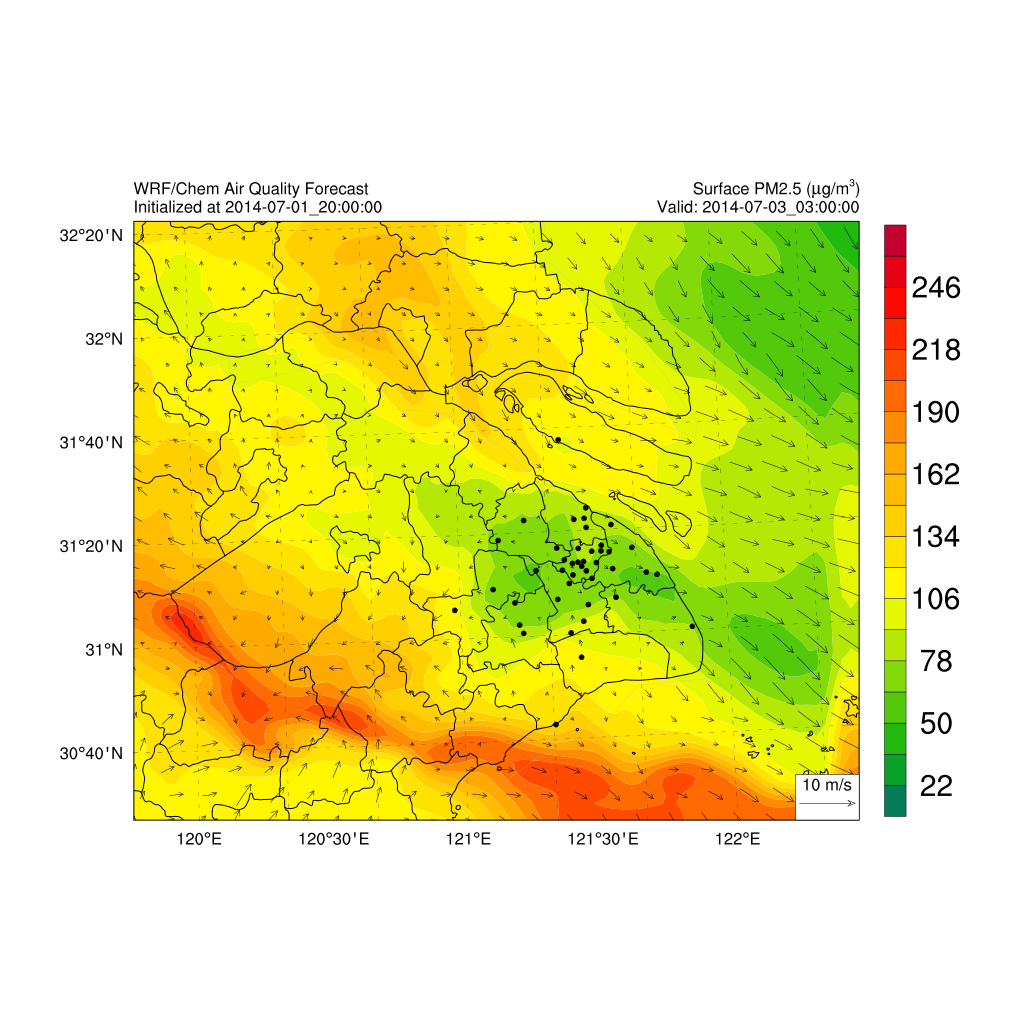 WRF/Chem Air Quality Forecast
Surface PM2.5 (μg/m³)
Initialized at 2014-07-01_20:00:00
Valid: 2014-07-03_03:00:00
32°20'N
32°N
31°40'N
31°20'N
31°N
30°40'N
120°E
120°30'E
121°E
121°30'E
122°E
10 m/s
246
218
190
162
134
106
78
50
22